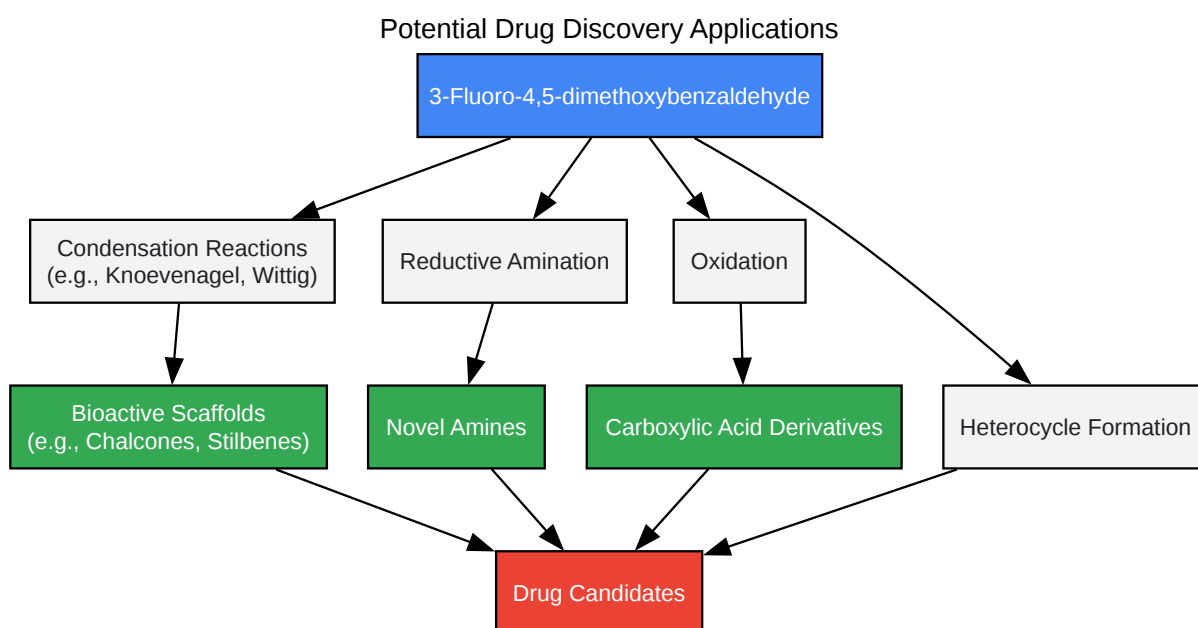 Potential Drug Discovery Applications
3-Fluoro-4,5-dimethoxybenzaldehyde
Condensation Reactions
(e.g., Knoevenagel, Wittig)
Reductive Amination
Oxidation
Bioactive Scaffolds
(e.g., Chalcones, Stilbenes)
Novel Amines
Carboxylic Acid Derivatives
Heterocycle Formation
Drug Candidates